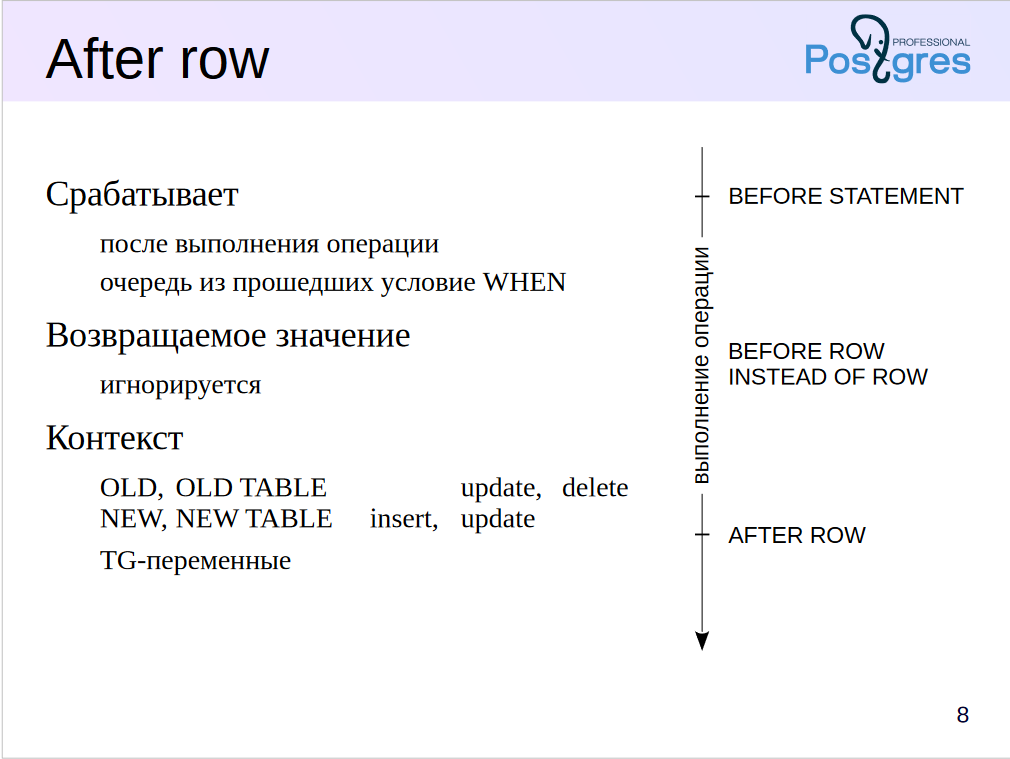 After row
PROFESSIONAL
Postgres
Срабатывает
после выполнения операции
очередь из прошедших условие WHEN
Возвращаемое значение
игнорируется
Контекст
OLD, OLD TABLE update, delete
NEW, NEW TABLE insert, update
TG-переменные
BEFORE STATEMENT
выполнение операции
BEFORE ROW
INSTEAD OF ROW
AFTER ROW
8